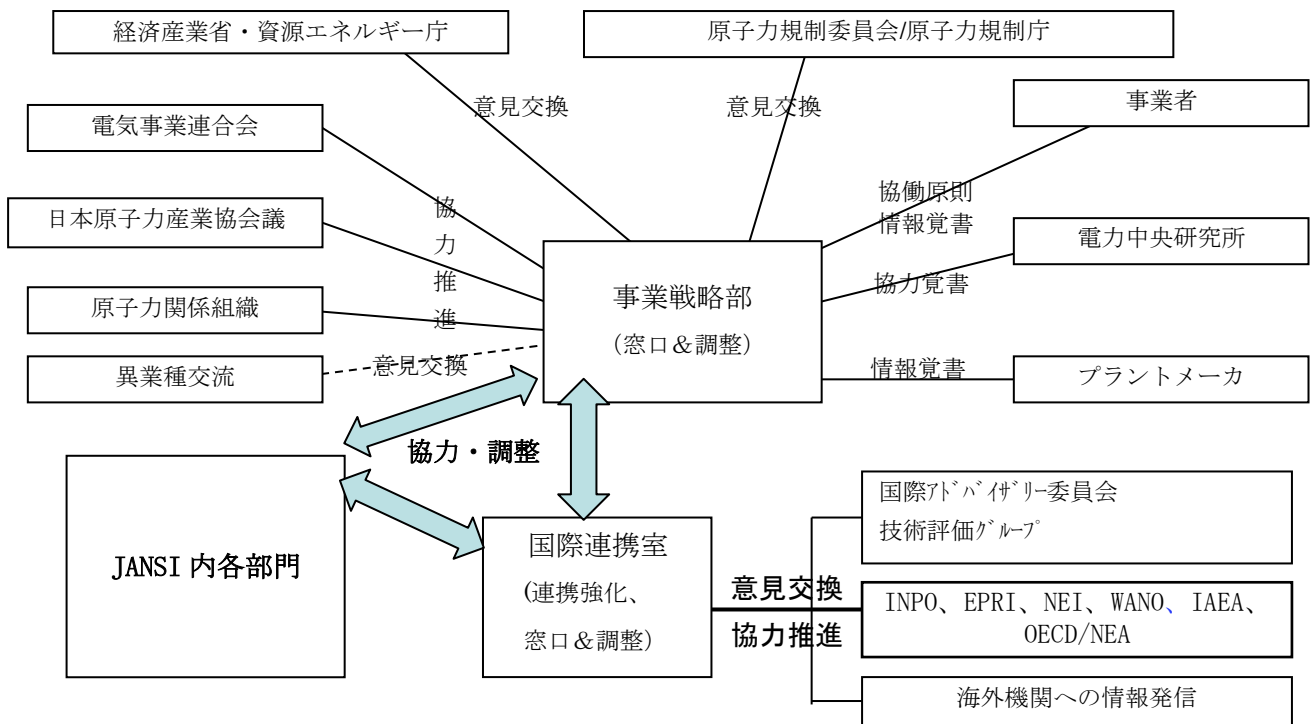 経済産業省・資源エネルギー庁
原子力規制委員会/原子力規制庁
意見交換
意見交換
事業者
電気事業連合会
協働原則
情報覚書
日本原子力産業協会議
協力推進
電力中央研究所
事業戦略部
(窓口＆調整)
協力覚書
原子力関係組織
異業種交流
意見交換
情報覚書
プラントメーカ
協力・調整
JANSI 内各部門
国際連携室
(連携強化、
窓口＆調整)
意見交換
協力推進
国際ｱﾄﾞﾊﾞｲｻﾞﾘｰ委員会
技術評価ｸﾞﾙｰﾌﾟ
INPO、EPRI、NEI、WANO、IAEA、
OECD/NEA
海外機関への情報発信